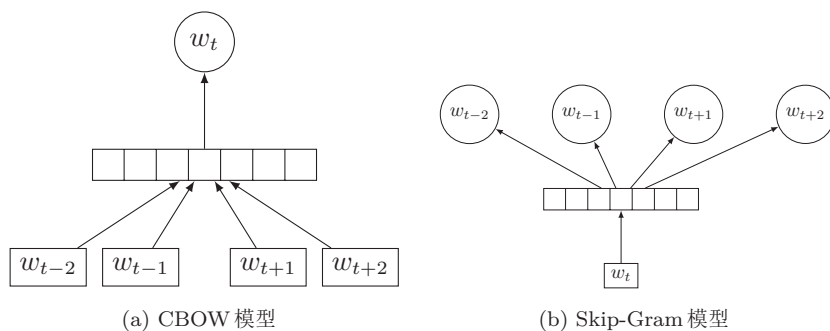 w_t
w_{t-2} w_{t-1} w_{t+1} w_{t+2}
(a) CBOW 模型
w_{t-2} w_{t-1} w_{t+1} w_{t+2}
w_t
(b) Skip-Gram 模型